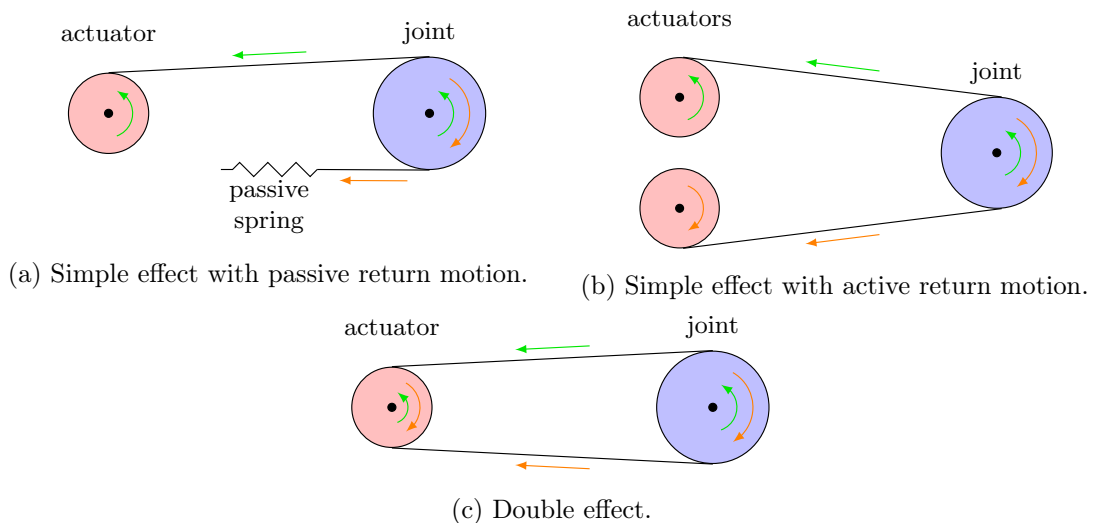 actuator
joint
passive
spring
(a) Simple effect with passive return motion.
actuators
joint
(b) Simple effect with active return motion.
actuator
joint
(c) Double effect.